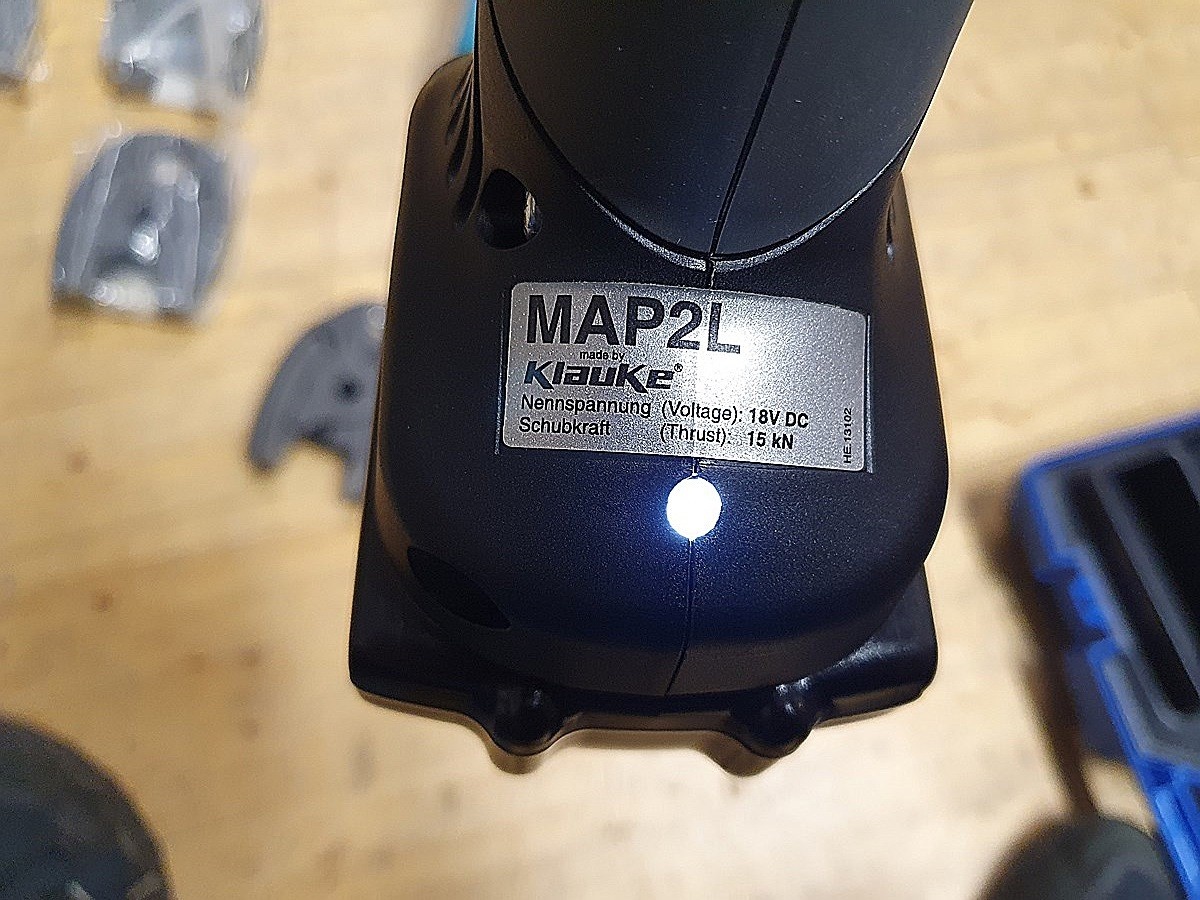 MAP2L
made by
Klauke®
Nennspannung (Voltage): 18V DC
Schubkraft (Thrust): 15 kN
HE.13102